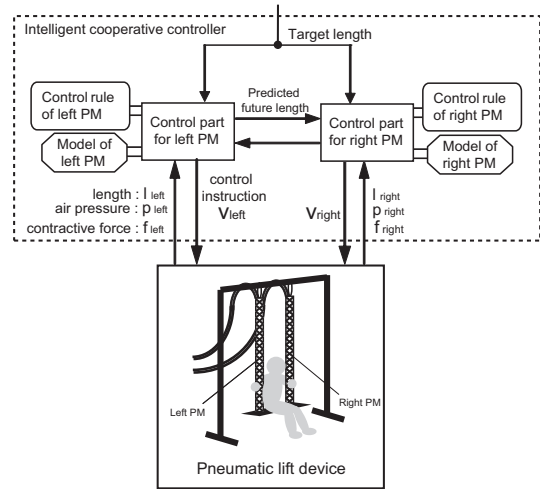 Intelligent cooperative controller
Target length
Control rule
of left PM
Model of
left PM
Control part
for left PM
Predicted
future length
Control part
for right PM
Control rule
of right PM
Model of
right PM
length : l left
air pressure : p left
contractive force : f left
control
instruction
Vleft
Vright
l right
p right
f right
Left PM
Right PM
Pneumatic lift device